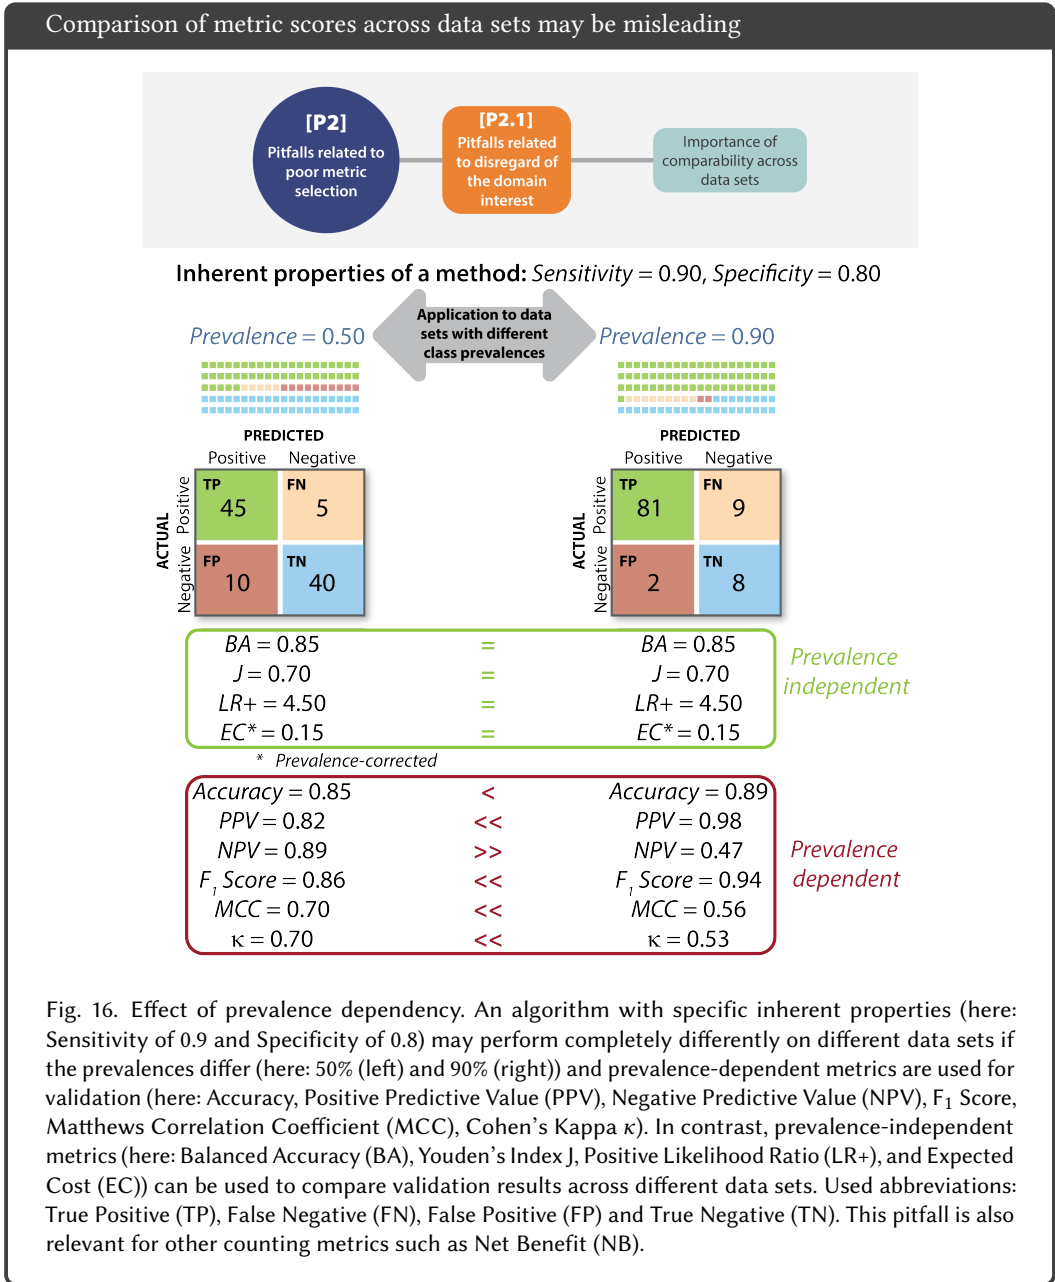 Comparison of metric scores across data sets may be misleading
[P2]
Pitfalls related to
poor metric
selection
[P2.1]
Pitfalls related
to disregard of
the domain
interest
Importance of
comparability across
data sets
Inherent properties of a method: Sensitivity = 0.90, Specificity = 0.80
Application to data
sets with different
class prevalences
Prevalence = 0.50
Prevalence = 0.90
PREDICTED
Positive Negative
ACTUAL
Positive
Negative
TP
45
FN
5
FP
10
TN
40
PREDICTED
Positive Negative
ACTUAL
Positive
Negative
TP
81
FN
9
FP
2
TN
8
BA = 0.85 = BA = 0.85
J = 0.70 = J = 0.70
LR+ = 4.50 = LR+ = 4.50
EC* = 0.15 = EC* = 0.15
Prevalence
independent
* Prevalence-corrected
Accuracy = 0.85 < Accuracy = 0.89
PPV = 0.82 << PPV = 0.98
NPV = 0.89 >> NPV = 0.47
F1 Score = 0.86 << F1 Score = 0.94
MCC = 0.70 << MCC = 0.56
κ = 0.70 << κ = 0.53
Prevalence
dependent
Fig. 16. Effect of prevalence dependency. An algorithm with specific inherent properties (here:
Sensitivity of 0.9 and Specificity of 0.8) may perform completely differently on different data sets if
the prevalences differ (here: 50% (left) and 90% (right)) and prevalence-dependent metrics are used for
validation (here: Accuracy, Positive Predictive Value (PPV), Negative Predictive Value (NPV), F1 Score,
Matthews Correlation Coefficient (MCC), Cohen's Kappa κ). In contrast, prevalence-independent
metrics (here: Balanced Accuracy (BA), Youden's Index J, Positive Likelihood Ratio (LR+), and Expected
Cost (EC)) can be used to compare validation results across different data sets. Used abbreviations:
True Positive (TP), False Negative (FN), False Positive (FP) and True Negative (TN). This pitfall is also
relevant for other counting metrics such as Net Benefit (NB).